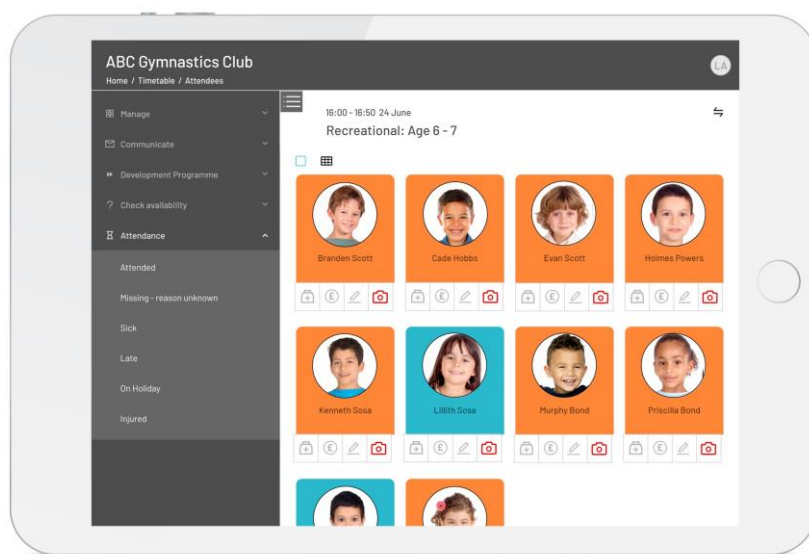 ABC Gymnastics Club
Home / Timetable / Attendees
LA
Manage
Communicate
Development Programme
? Check availability
Attendance
Attended
Missing - reason unknown
Sick
Late
On Holiday
Injured
16:00 - 16:50 24 June
Recreational: Age 6 - 7
Branden Scott
Cade Hobbs
Evan Scott
Holmes Powers
£
£
£
£
Kenneth Sosa
Lillith Sosa
Murphy Bond
Priscilla Bond
£
£
£
£